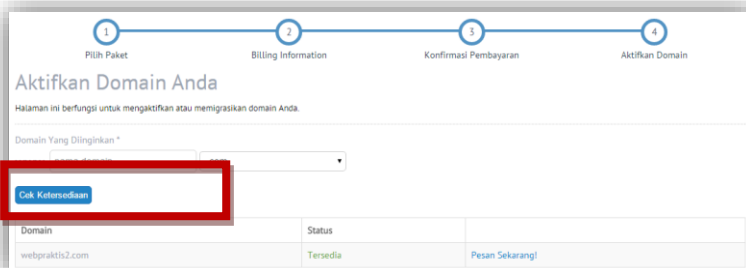 1 2 3 4
Pilih Paket Billing Information Konfirmasi Pembayaran Aktifkan Domain
Aktifkan Domain Anda
Halaman ini berfungsi untuk mengaktifkan atau memigrasikan domain Anda.
Domain Yang Diinginkan *
Cek Ketersediaan
Domain Status
webpraktis2.com Tersedia Pesan Sekarang!